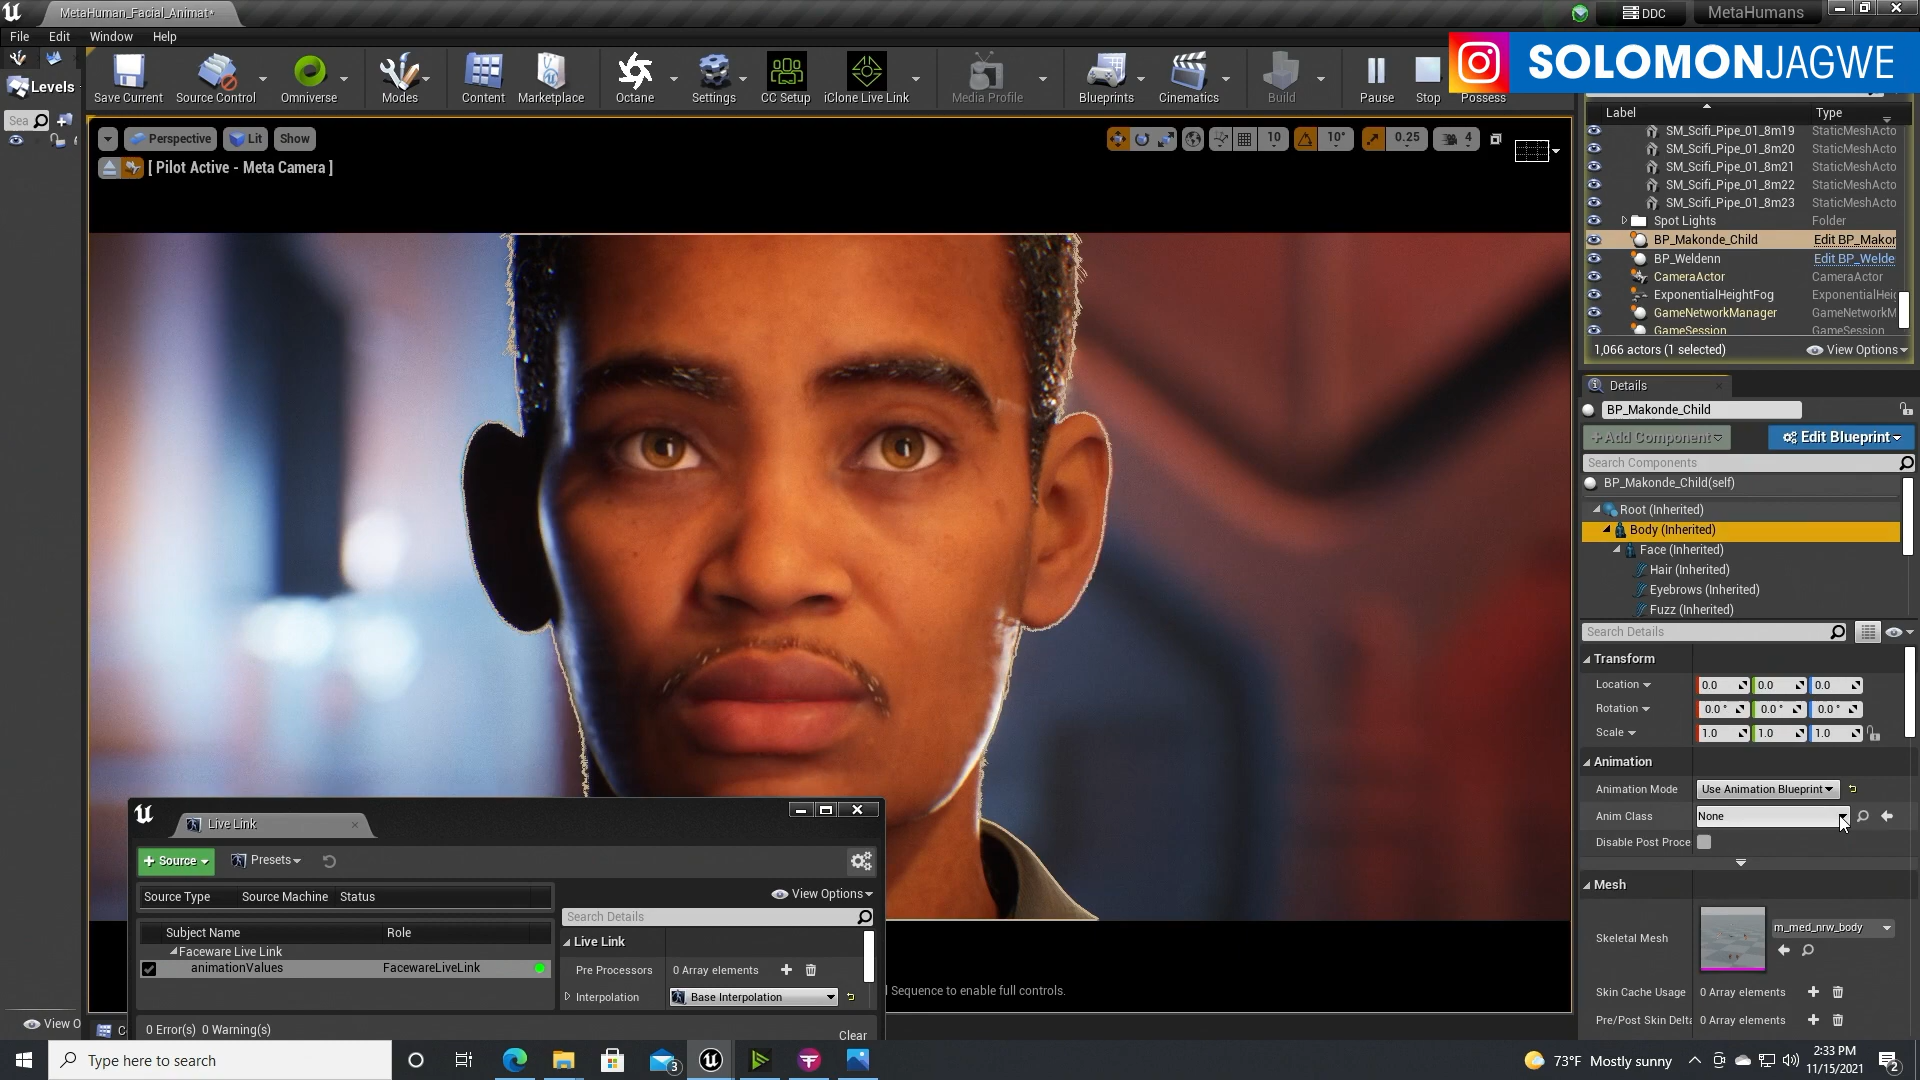 MetaHuman_Facial_Animat*
DDC
MetaHumans
File Edit Window Help
SOLOMONJAGWE
Levels
Save Current
Source Control
Omniverse
Modes
Content
Marketplace
Octane
Settings
CC Setup
iClone Live Link
Media Profile
Blueprints
Cinematics
Build
Pause
Stop
Possess
Sea
Perspective
Lit
Show
10
10°
0.25
4
[ Pilot Active - Meta Camera ]
Label Type
SM_Scifi_Pipe_01_8m19 StaticMeshActo
SM_Scifi_Pipe_01_8m20 StaticMeshActo
SM_Scifi_Pipe_01_8m21 StaticMeshActo
SM_Scifi_Pipe_01_8m22 StaticMeshActo
SM_Scifi_Pipe_01_8m23 StaticMeshActo
Spot Lights Folder
BP_Makonde_Child Edit BP_Makor
BP_Weldenn Edit BP_Welde
CameraActor CameraActor
ExponentialHeightFog ExponentialHeig
GameNetworkManager GameNetworkM
GameSession GameSession
1,066 actors (1 selected) View Options
Details
BP_Makonde_Child
+Add Component Edit Blueprint
Search Components
BP_Makonde_Child(self)
Root (Inherited)
Body (Inherited)
Face (Inherited)
Hair (Inherited)
Eyebrows (Inherited)
Fuzz (Inherited)
Search Details
Transform
Location 0.0 0.0 0.0
Rotation 0.0 ° 0.0 ° 0.0 °
Scale 1.0 1.0 1.0
Animation
Animation Mode Use Animation Blueprint
Anim Class None
Disable Post Proce
Mesh
Skeletal Mesh m_med_nrw_body
Skin Cache Usage 0 Array elements
Pre/Post Skin Delta 0 Array elements
Live Link
+ Source Presets
Source Type Source Machine Status
View Options
Search Details
Subject Name Role
Faceware Live Link
animationValues FacewareLiveLink
Live Link
Pre Processors 0 Array elements
Interpolation Base Interpolation
0 Error(s) 0 Warning(s)
Clear
Sequence to enable full controls.
View O
Type here to search
3
73°F Mostly sunny
2:33 PM
11/15/2021
2